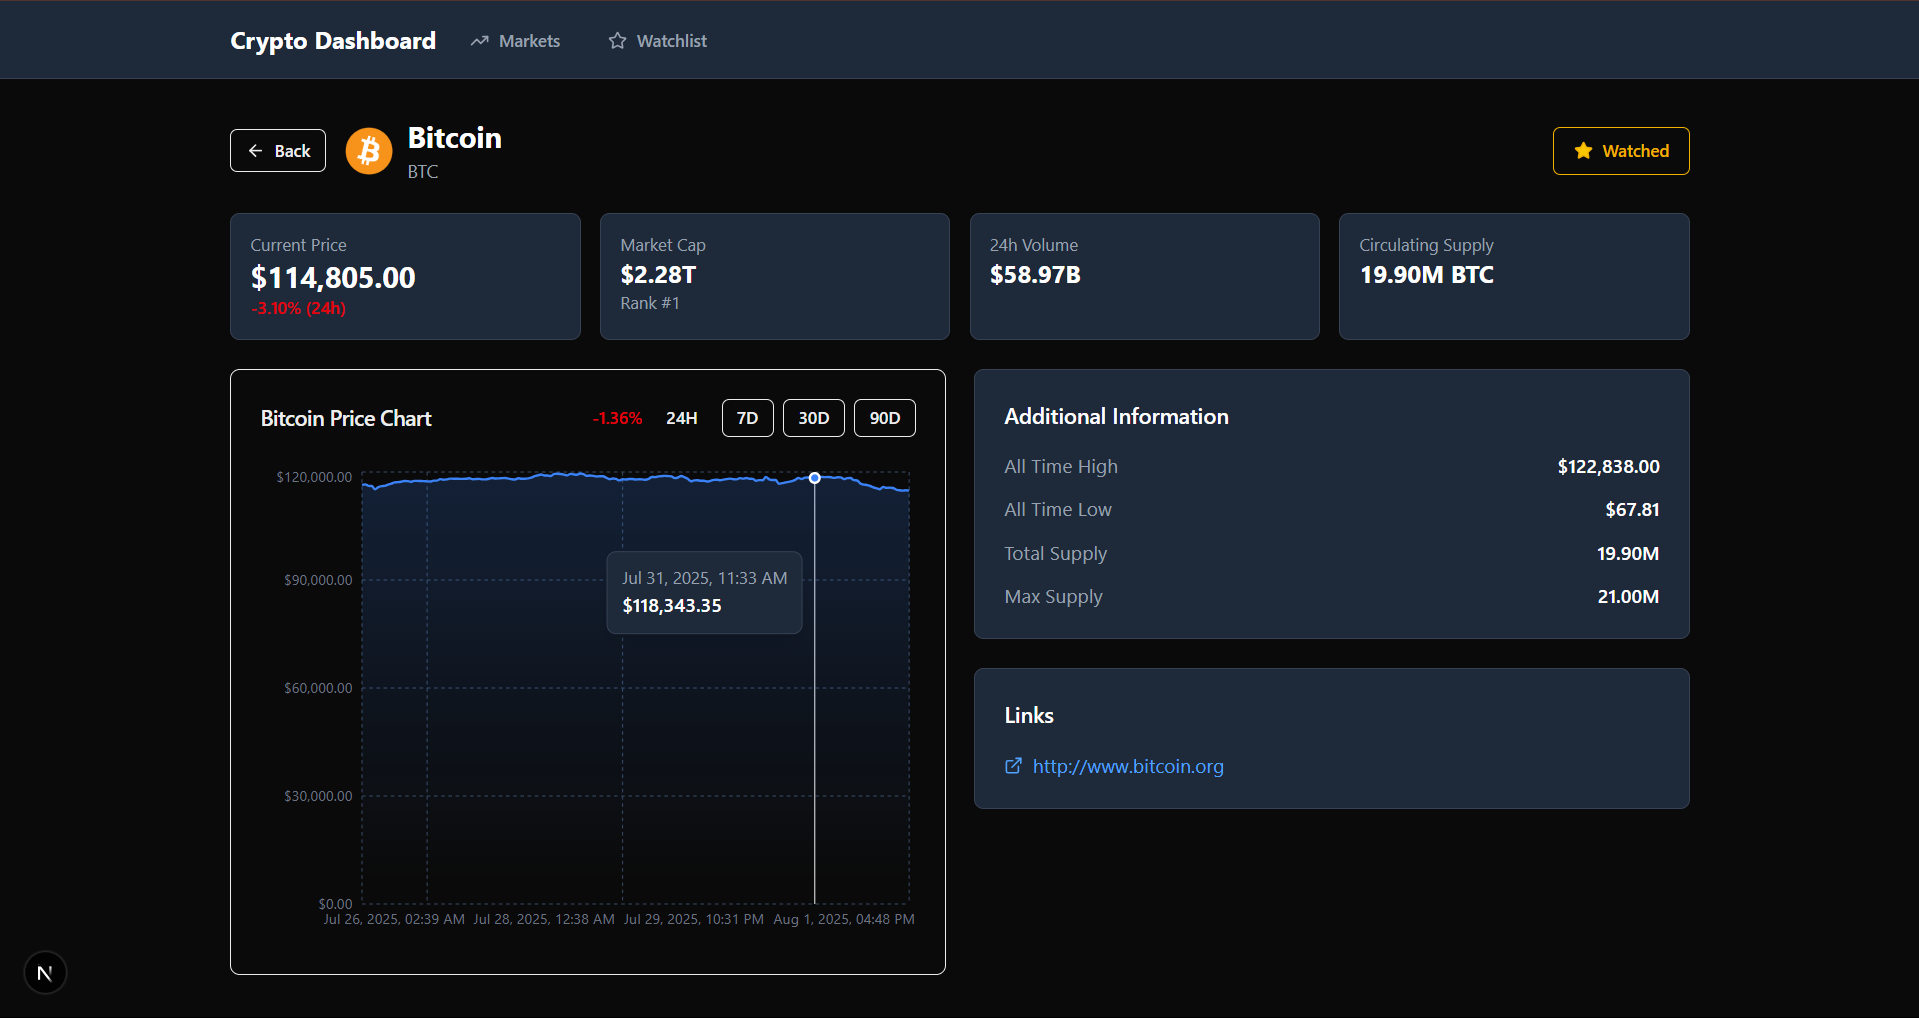 Crypto Dashboard
Markets
Watchlist
Back
Bitcoin
BTC
Watched
Current Price
$114,805.00
-3.10% (24h)
Market Cap
$2.28T
Rank #1
24h Volume
$58.97B
Circulating Supply
19.90M BTC
Bitcoin Price Chart
-1.36%
24H
7D
30D
90D
$120,000.00
$90,000.00
$60,000.00
$30,000.00
$0.00
Jul 31, 2025, 11:33 AM
$118,343.35
Jul 26, 2025, 02:39 AM
Jul 28, 2025, 12:38 AM
Jul 29, 2025, 10:31 PM
Aug 1, 2025, 04:48 PM
Additional Information
All Time High $122,838.00
All Time Low $67.81
Total Supply 19.90M
Max Supply 21.00M
Links
http://www.bitcoin.org
N